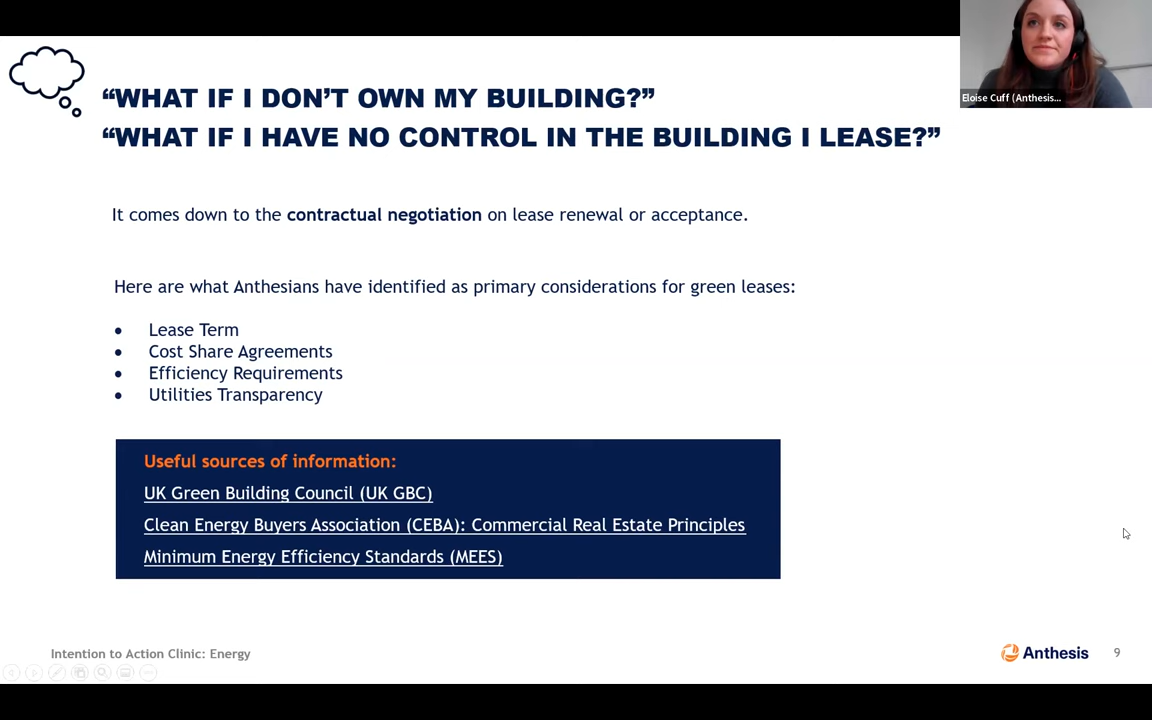 Eloise Cuff (Anthesis...
“WHAT IF I DON’T OWN MY BUILDING?”
“WHAT IF I HAVE NO CONTROL IN THE BUILDING I LEASE?”
It comes down to the contractual negotiation on lease renewal or acceptance.
Here are what Anthesians have identified as primary considerations for green leases:
• Lease Term
• Cost Share Agreements
• Efficiency Requirements
• Utilities Transparency
Useful sources of information:
UK Green Building Council (UK GBC)
Clean Energy Buyers Association (CEBA): Commercial Real Estate Principles
Minimum Energy Efficiency Standards (MEES)
Intention to Action Clinic: Energy
Anthesis
9